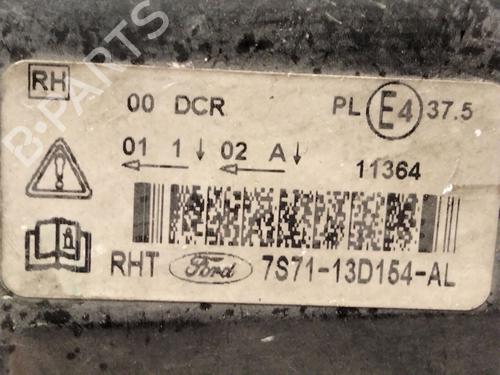 B-PARTS
RH
00 DCR
PL E4 37.5
01 1↓ 02 A↓
← ←
11364
RHT Ford 7S71-13D154-AL